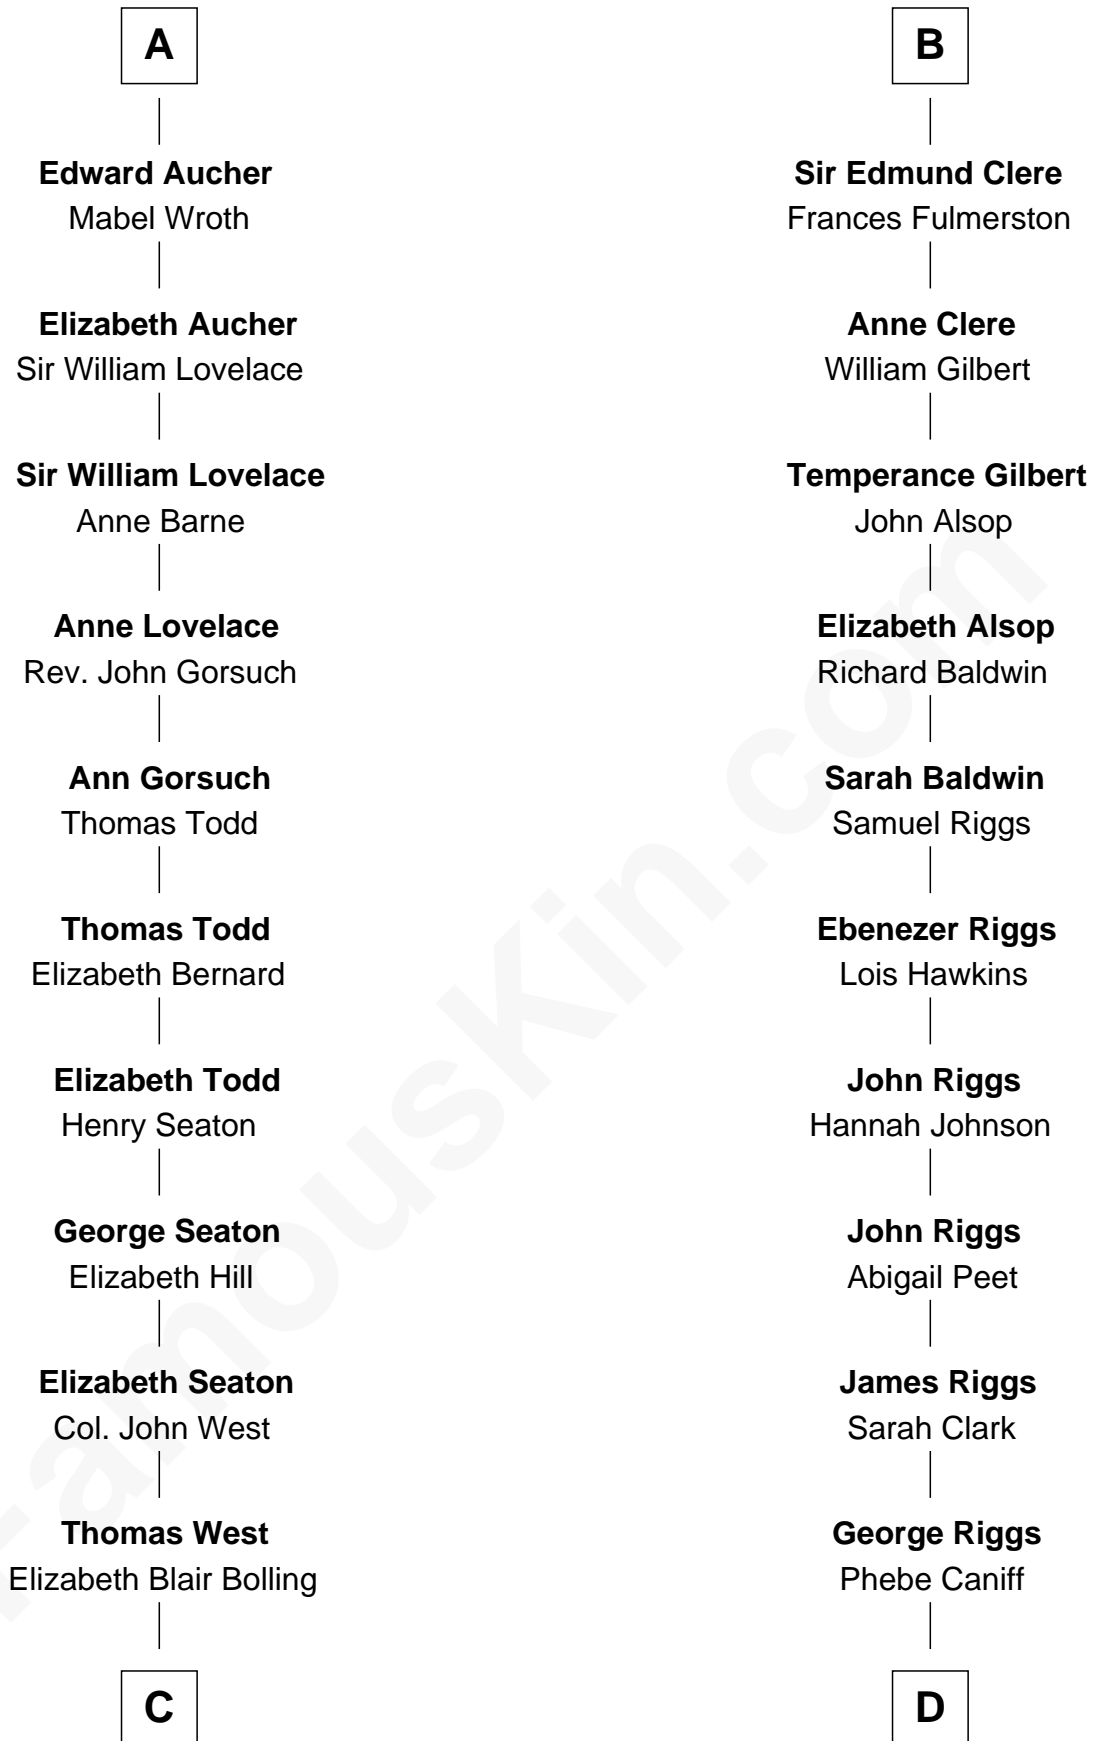 A
Edward Aucher
Mabel Wroth
Elizabeth Aucher
Sir William Lovelace
Sir William Lovelace
Anne Barne
Anne Lovelace
Rev. John Gorsuch
Ann Gorsuch
Thomas Todd
Thomas Todd
Elizabeth Bernard
Elizabeth Todd
Henry Seaton
George Seaton
Elizabeth Hill
Elizabeth Seaton
Col. John West
Thomas West
Elizabeth Blair Bolling
C
B
Sir Edmund Clere
Frances Fulmerston
Anne Clere
William Gilbert
Temperance Gilbert
John Alsop
Elizabeth Alsop
Richard Baldwin
Sarah Baldwin
Samuel Riggs
Ebenezer Riggs
Lois Hawkins
John Riggs
Hannah Johnson
John Riggs
Abigail Peet
James Riggs
Sarah Clark
George Riggs
Phebe Caniff
D
FamousKin.com